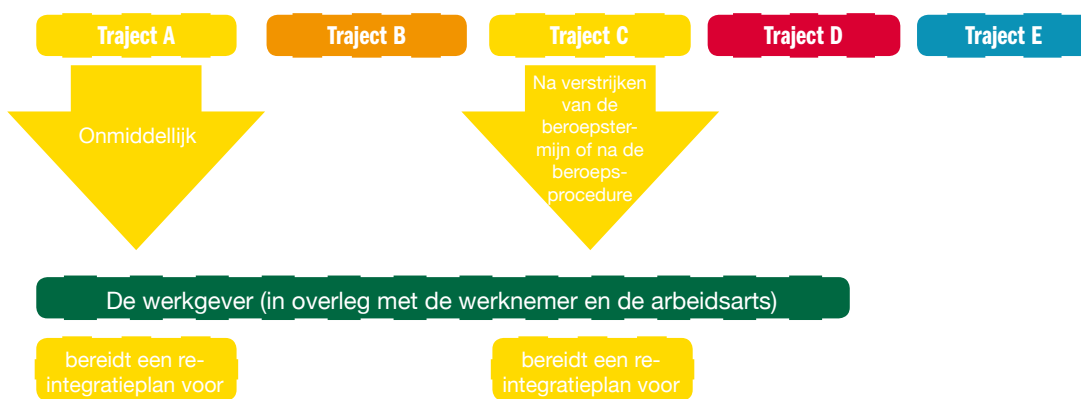 Traject A
Traject B
Traject C
Traject D
Traject E
Onmiddellijk
Na verstrijken
van de
beroepster-
mijn of na de
beroeps-
procedure
De werkgever (in overleg met de werknemer en de arbeidsarts)
bereidt een re-
integratieplan voor
bereidt een re-
integratieplan voor